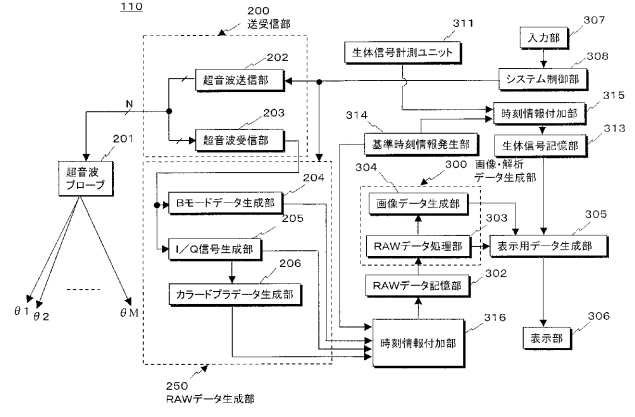 110
200
送受信部
202
超音波送信部
203
超音波受信部
N
201
超音波
プローブ
θ1
θ2
θM
204
Bモードデータ生成部
205
I/Q信号生成部
206
カラードプラデータ生成部
250
RAWデータ生成部
311
生体信号計測ユニット
307
入力部
308
システム制御部
315
時刻情報付加部
314
基準時刻情報発生部
313
生体信号記憶部
300
画像・解析
データ生成部
304
画像データ生成部
303
RAWデータ処理部
305
表示用データ生成部
302
RAWデータ記憶部
316
時刻情報付加部
306
表示部